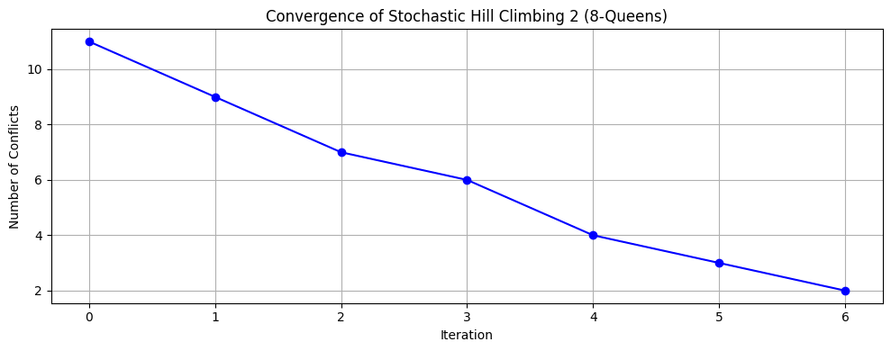 Convergence of Stochastic Hill Climbing 2 (8-Queens)
Number of Conflicts
10
8
6
4
2
0 1 2 3 4 5 6
Iteration